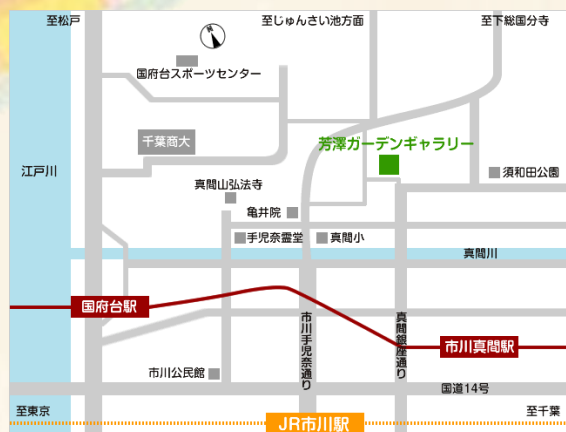 至松戸
至じゅんさい池方面
至下総国分寺
国府台スポーツセンター
千葉商大
芳澤ガーデンギャラリー
江戸川
須和田公園
真間山弘法寺
亀井院
手児奈霊堂
真間小
真間川
国府台駅
市川手児奈通り
真間銀座通り
市川真間駅
市川公民館
国道14号
至東京
JR市川駅
至千葉